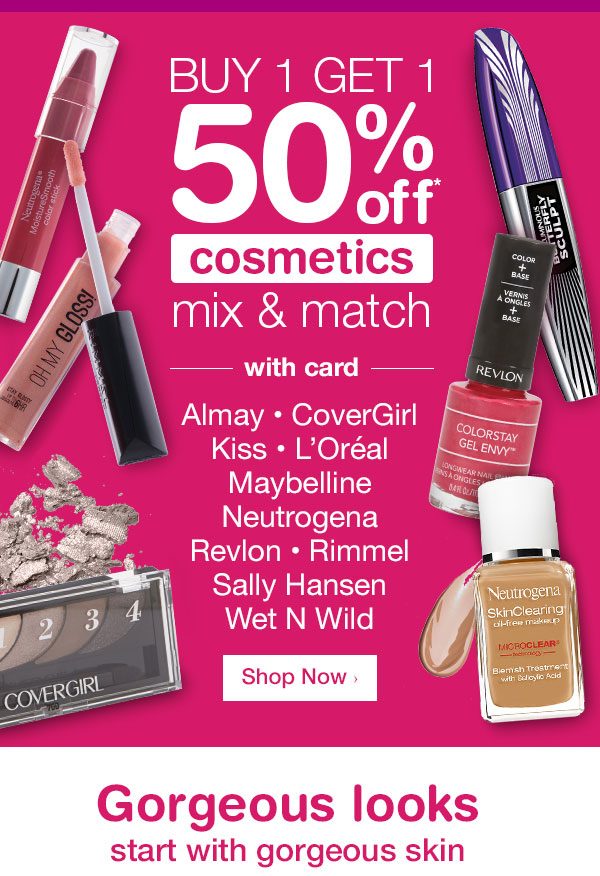 BUY 1 GET 1
50%
off*
cosmetics
mix & match
with card
Almay • CoverGirl
Kiss • L'Oréal
Maybelline
Neutrogena
Revlon • Rimmel
Sally Hansen
Wet N Wild
Shop Now ›
Neutrogena®
MoistureSmooth
color stick
OH MY GLOSS!
1 2 3 4
COVERGIRL
BUTTERFLY
SCULPT
COLOR
+
BASE
VERNIS
À ONGLES
+
BASE
REVLON
COLORSTAY
GEL ENVY™
LONGWEAR NAIL
Neutrogena
SkinClearing
oil-free makeup
MICROCLEAR®
technology
Blemish Treatment
with Salicylic Acid
Gorgeous looks
start with gorgeous skin